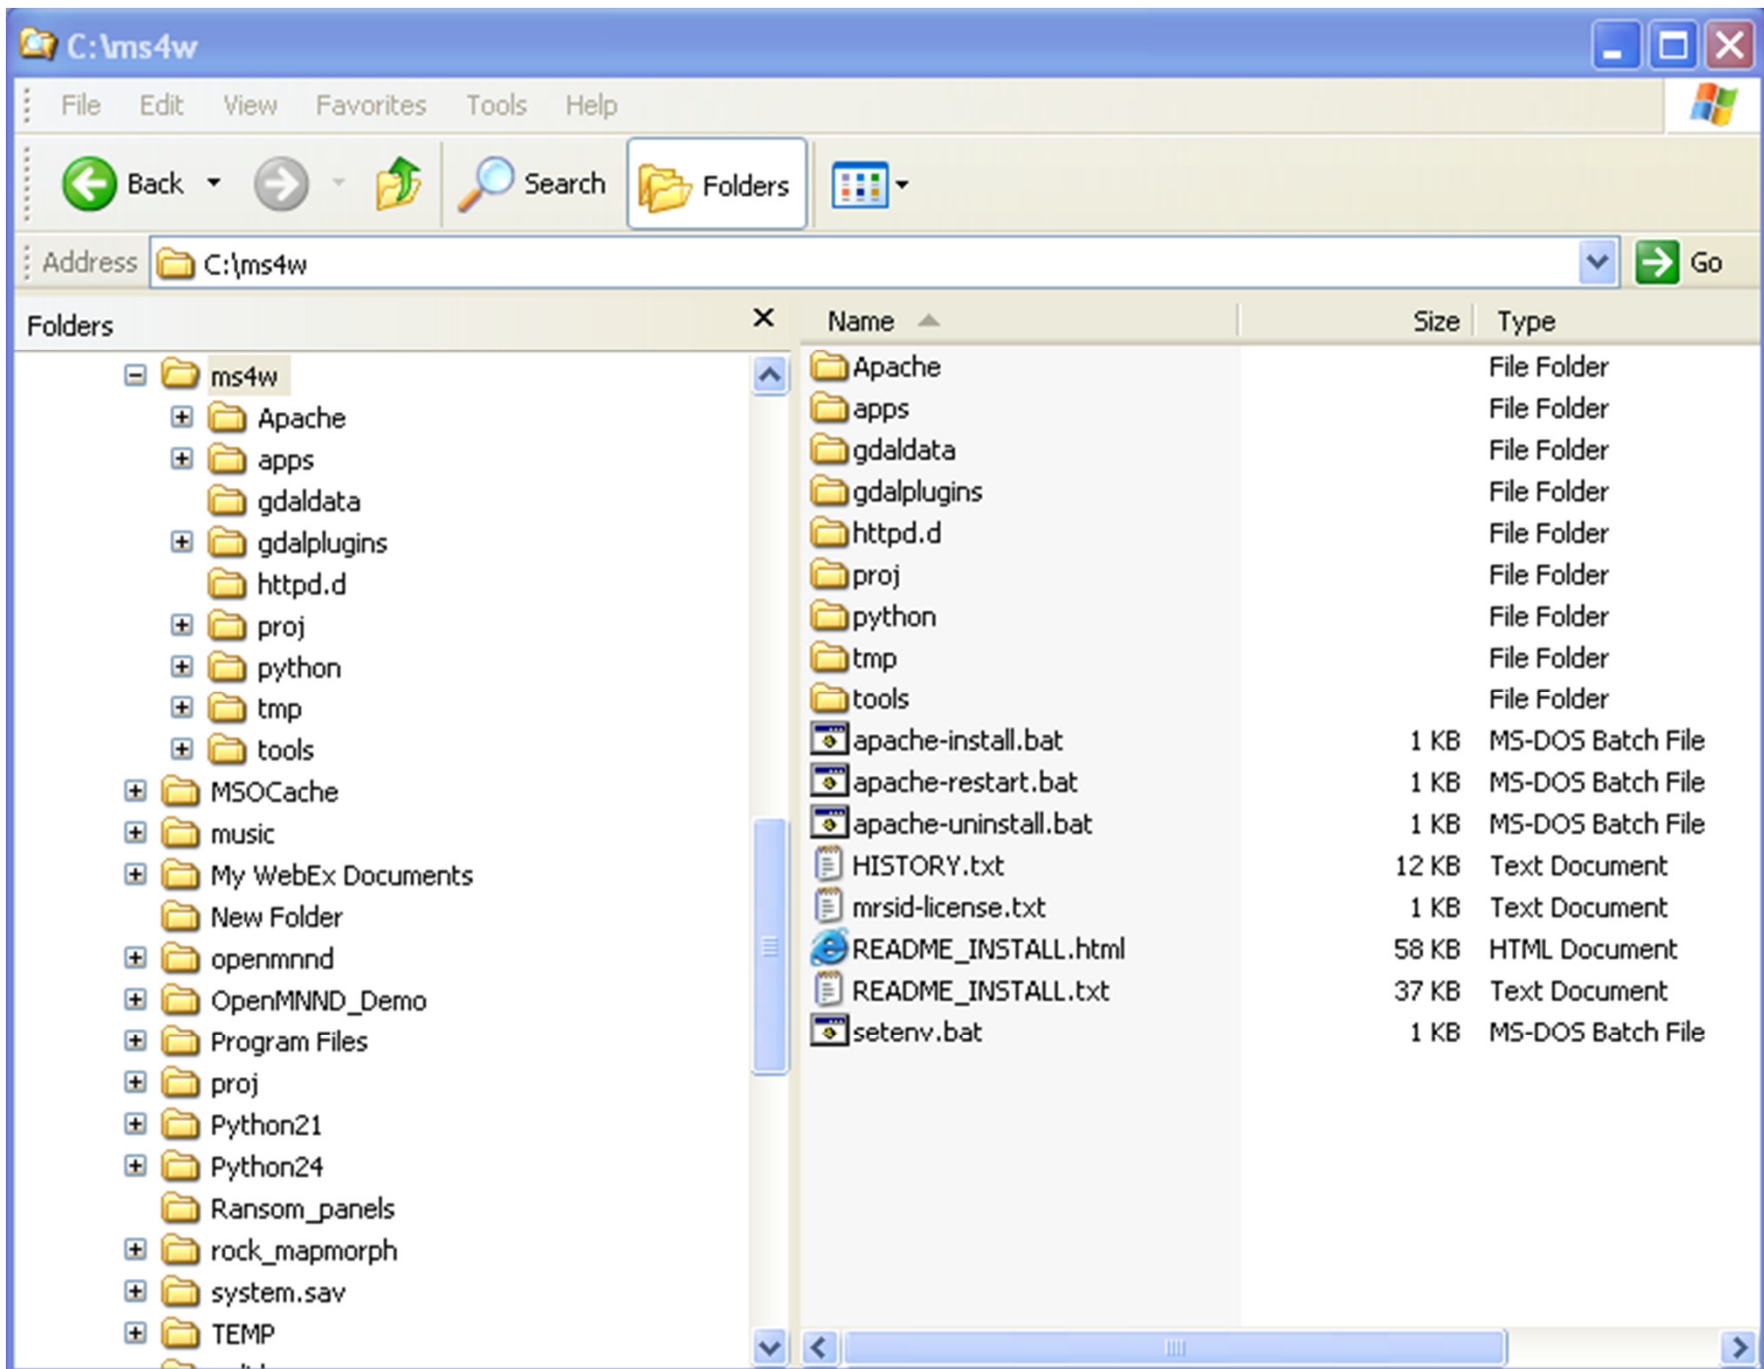 C:\ms4w
File Edit View Favorites Tools Help
Back Search Folders
Address C:\ms4w Go
Folders
ms4w
Apache
apps
gdaldata
gdalplugins
httpd.d
proj
python
tmp
tools
MSOCache
music
My WebEx Documents
New Folder
openmnnd
OpenMNND_Demo
Program Files
proj
Python21
Python24
Ransom_panels
rock_mapmorph
system.sav
TEMP
Name Size Type
Apache File Folder
apps File Folder
gdaldata File Folder
gdalplugins File Folder
httpd.d File Folder
proj File Folder
python File Folder
tmp File Folder
tools File Folder
apache-install.bat 1 KB MS-DOS Batch File
apache-restart.bat 1 KB MS-DOS Batch File
apache-uninstall.bat 1 KB MS-DOS Batch File
HISTORY.txt 12 KB Text Document
mrsid-license.txt 1 KB Text Document
README_INSTALL.html 58 KB HTML Document
README_INSTALL.txt 37 KB Text Document
setenv.bat 1 KB MS-DOS Batch File